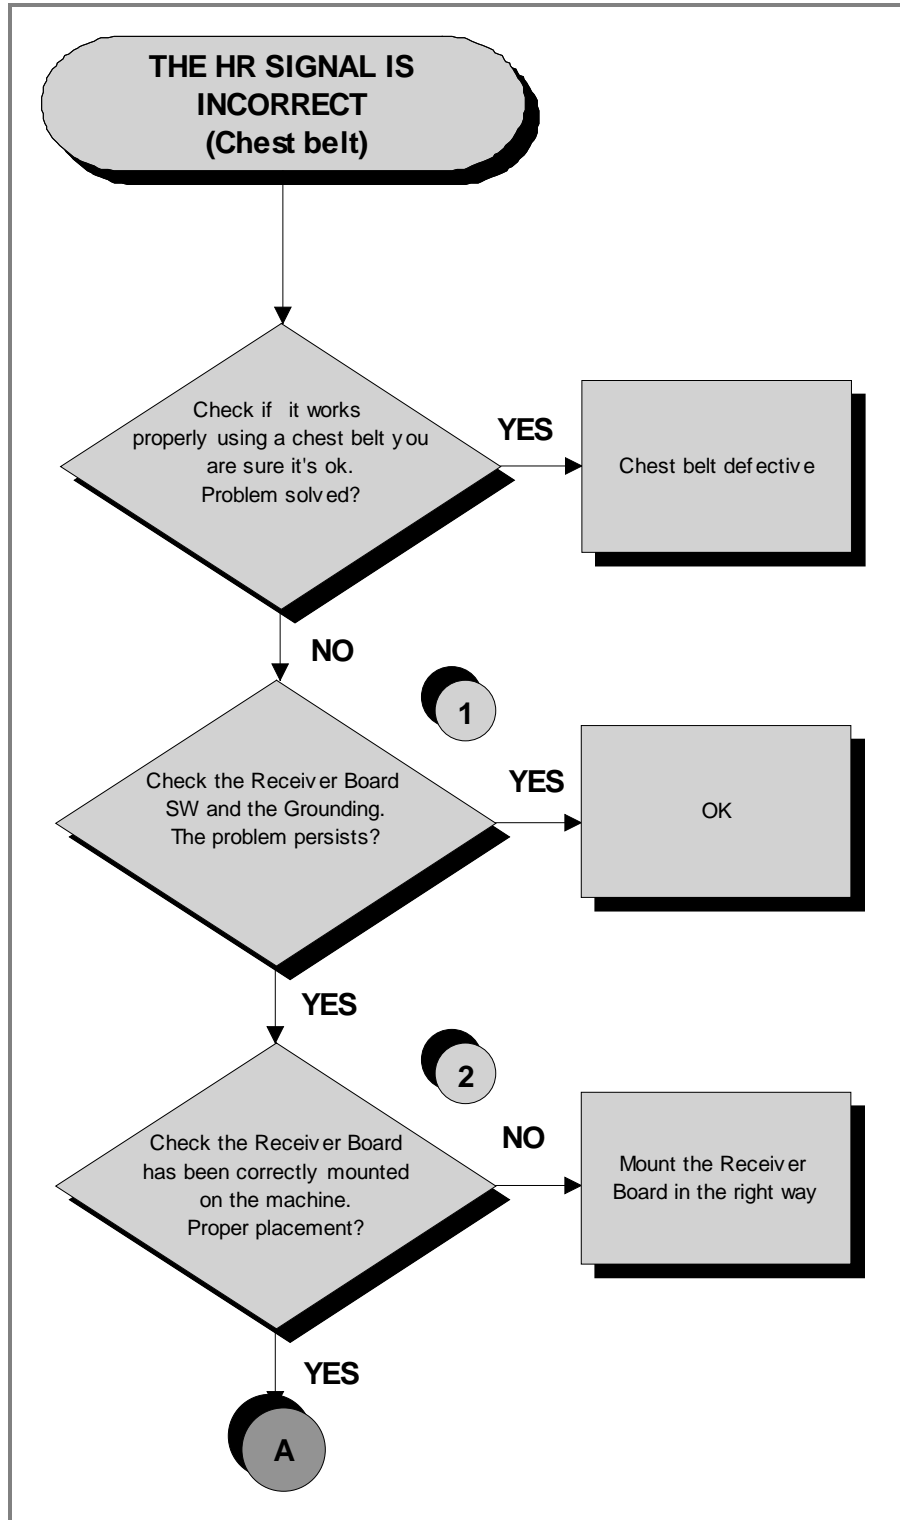 THE HR SIGNAL IS
INCORRECT
(Chest belt)
Check if it works
properly using a chest belt you
are sure it's ok.
Problem solved?
YES
Chest belt defective
NO
1
Check the Receiver Board
SW and the Grounding.
The problem persists?
YES
OK
YES
2
Check the Receiver Board
has been correctly mounted
on the machine.
Proper placement?
NO
Mount the Receiver
Board in the right way
YES
A